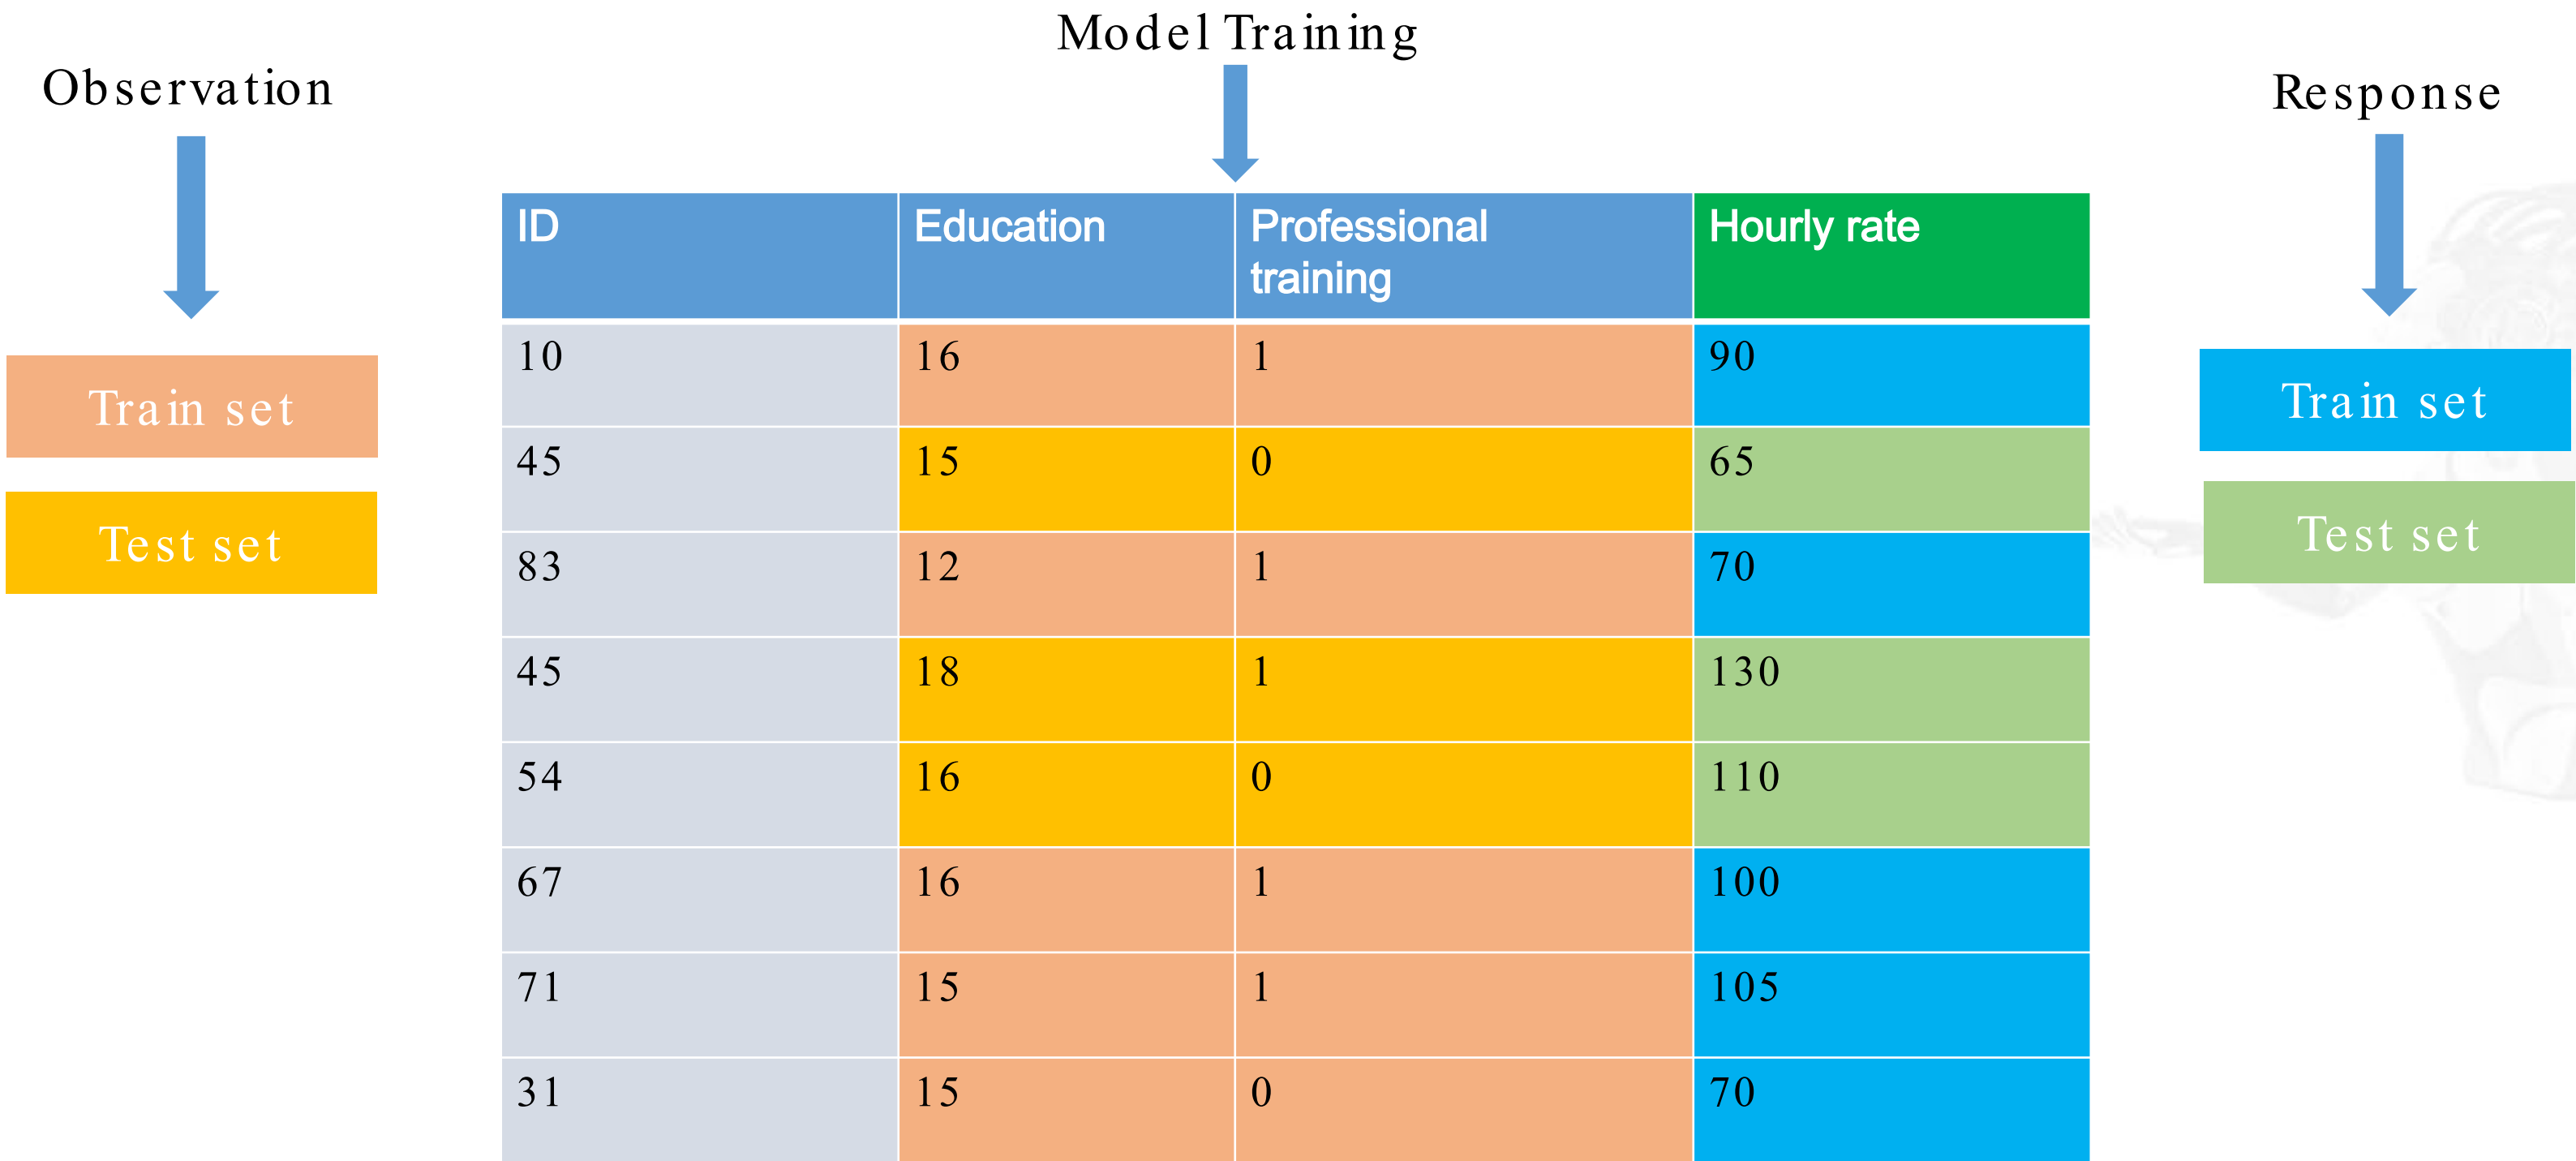 Model Training
Observation
Response
ID Education Professional training Hourly rate
10 16 1 90
45 15 0 65
83 12 1 70
45 18 1 130
54 16 0 110
67 16 1 100
71 15 1 105
31 15 0 70
Train set
Test set
Train set
Test set